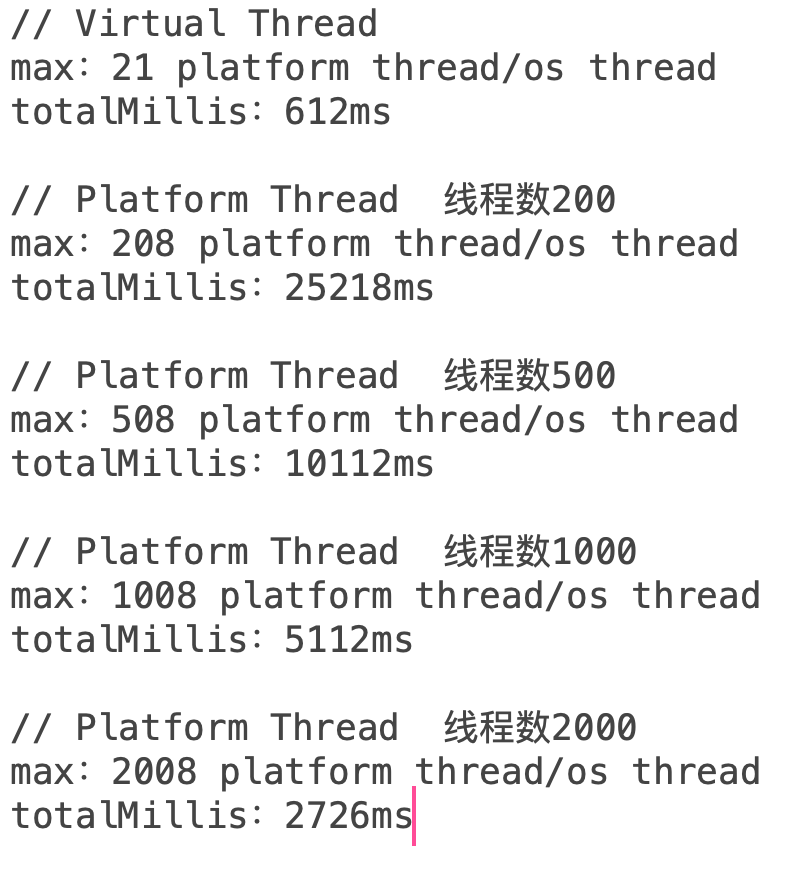 // Virtual Thread
max: 21 platform thread/os thread
totalMillis: 612ms
// Platform Thread  线程数200
max: 208 platform thread/os thread
totalMillis: 25218ms
// Platform Thread  线程数500
max: 508 platform thread/os thread
totalMillis: 10112ms
// Platform Thread  线程数1000
max: 1008 platform thread/os thread
totalMillis: 5112ms
// Platform Thread  线程数2000
max: 2008 platform thread/os thread
totalMillis: 2726ms